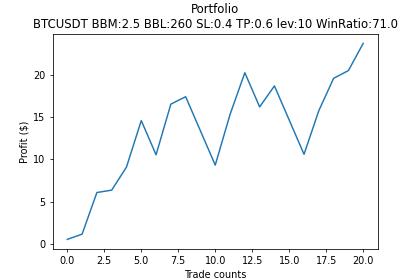 Portfolio
BTCUSDT BBM:2.5 BBL:260 SL:0.4 TP:0.6 lev:10 WinRatio:71.0
Profit ($)
20
15
10
5
0
0.0 2.5 5.0 7.5 10.0 12.5 15.0 17.5 20.0
Trade counts